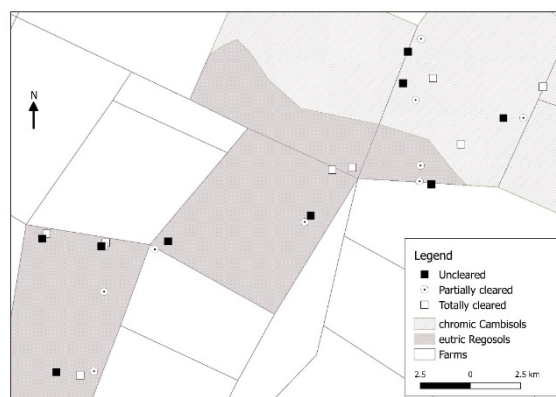 N
Legend
Uncleared
Partially cleared
Totally cleared
chromic Cambisols
eutric Regosols
Farms
2.5 0 2.5 km